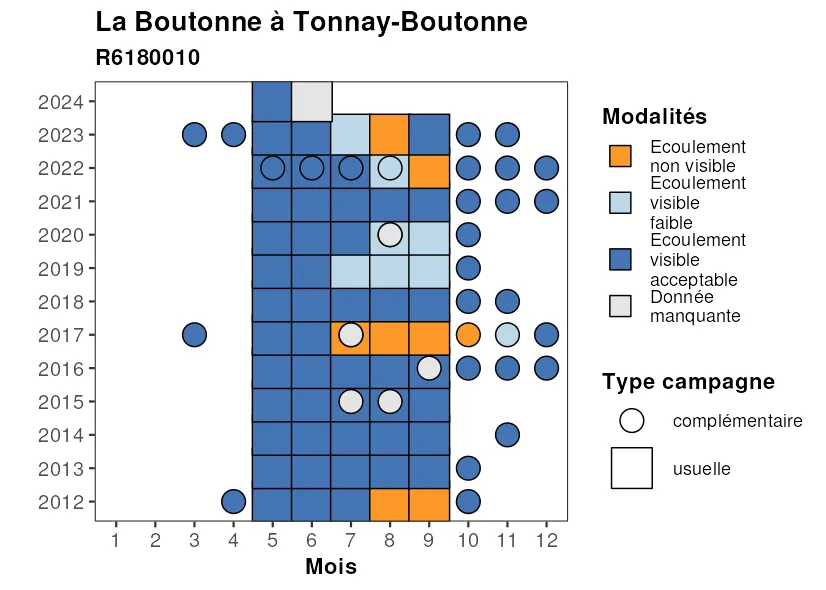 La Boutonne à Tonnay-Boutonne
R6180010
2024
2023
2022
2021
2020
2019
2018
2017
2016
2015
2014
2013
2012
1 2 3 4 5 6 7 8 9 10 11 12
Mois
Modalités
Ecoulement
non visible
Ecoulement
visible
faible
Ecoulement
visible
acceptable
Donnée
manquante
Type campagne
complémentaire
usuelle